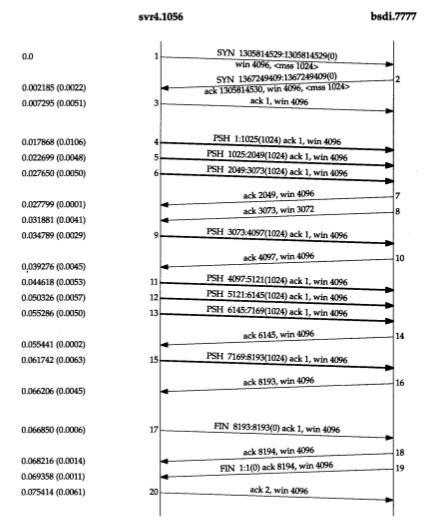 svr4.1056 bsdi.7777
0.0 1 SYN 1305814529:1305814529(0)
win 4096, <mss 1024>
SYN 1367249409:1367249409(0) 2
0.002185 (0.0022) ack 1305814530, win 4096, <mss 1024>
0.007295 (0.0051) 3 ack 1, win 4096
0.017868 (0.0106) 4 PSH 1:1025(1024) ack 1, win 4096
0.022699 (0.0048) 5 PSH 1025:2049(1024) ack 1, win 4096
0.027650 (0.0050) 6 PSH 2049:3073(1024) ack 1, win 4096
0.027799 (0.0001) ack 2049, win 4096 7
0.031881 (0.0041) ack 3073, win 3072 8
0.034789 (0.0029) 9 PSH 3073:4097(1024) ack 1, win 4096
0.039276 (0.0045) ack 4097, win 4096 10
0.044618 (0.0053) 11 PSH 4097:5121(1024) ack 1, win 4096
0.050326 (0.0057) 12 PSH 5121:6145(1024) ack 1, win 4096
0.055286 (0.0050) 13 PSH 6145:7169(1024) ack 1, win 4096
0.055441 (0.0002) ack 6145, win 4096 14
0.061742 (0.0063) 15 PSH 7169:8193(1024) ack 1, win 4096
0.066206 (0.0045) ack 8193, win 4096 16
0.066850 (0.0006) 17 FIN 8193:8193(0) ack 1, win 4096
0.068216 (0.0014) ack 8194, win 4096 18
0.069358 (0.0011) FIN 1:1(0) ack 8194, win 4096 19
0.075414 (0.0061) 20 ack 2, win 4096